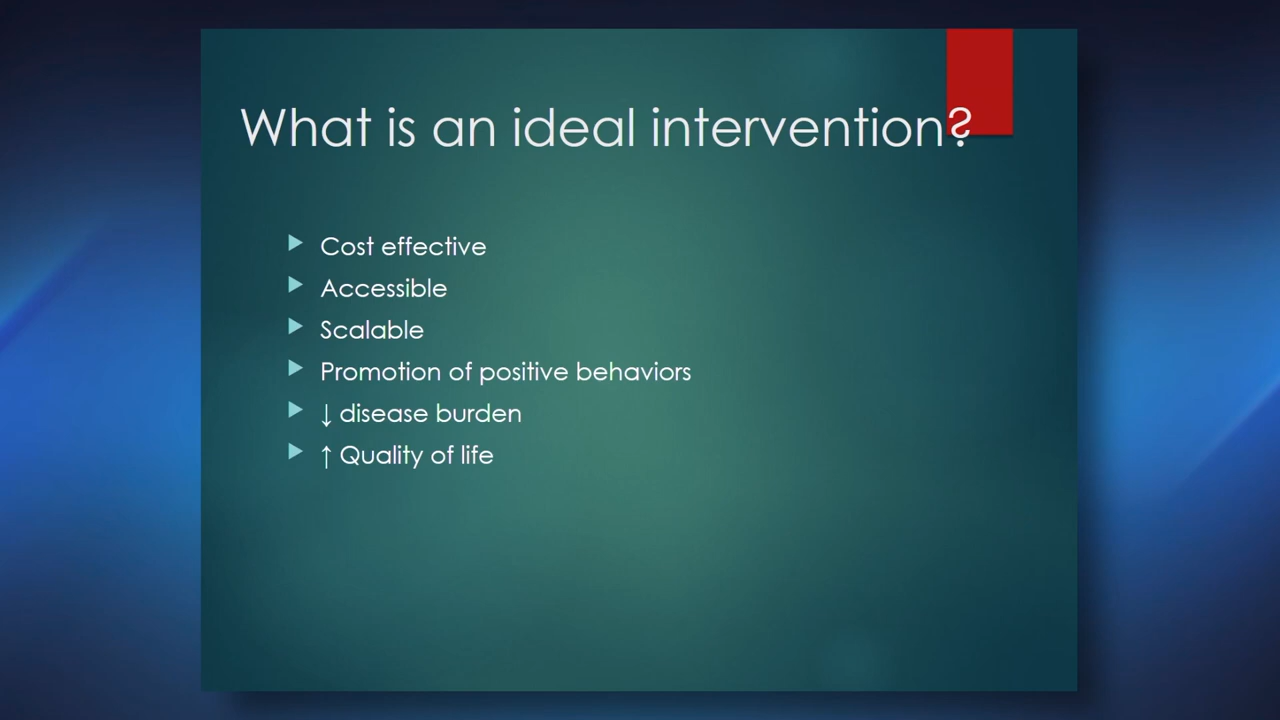 What is an ideal intervention?
Cost effective
Accessible
Scalable
Promotion of positive behaviors
↓ disease burden
↑ Quality of life